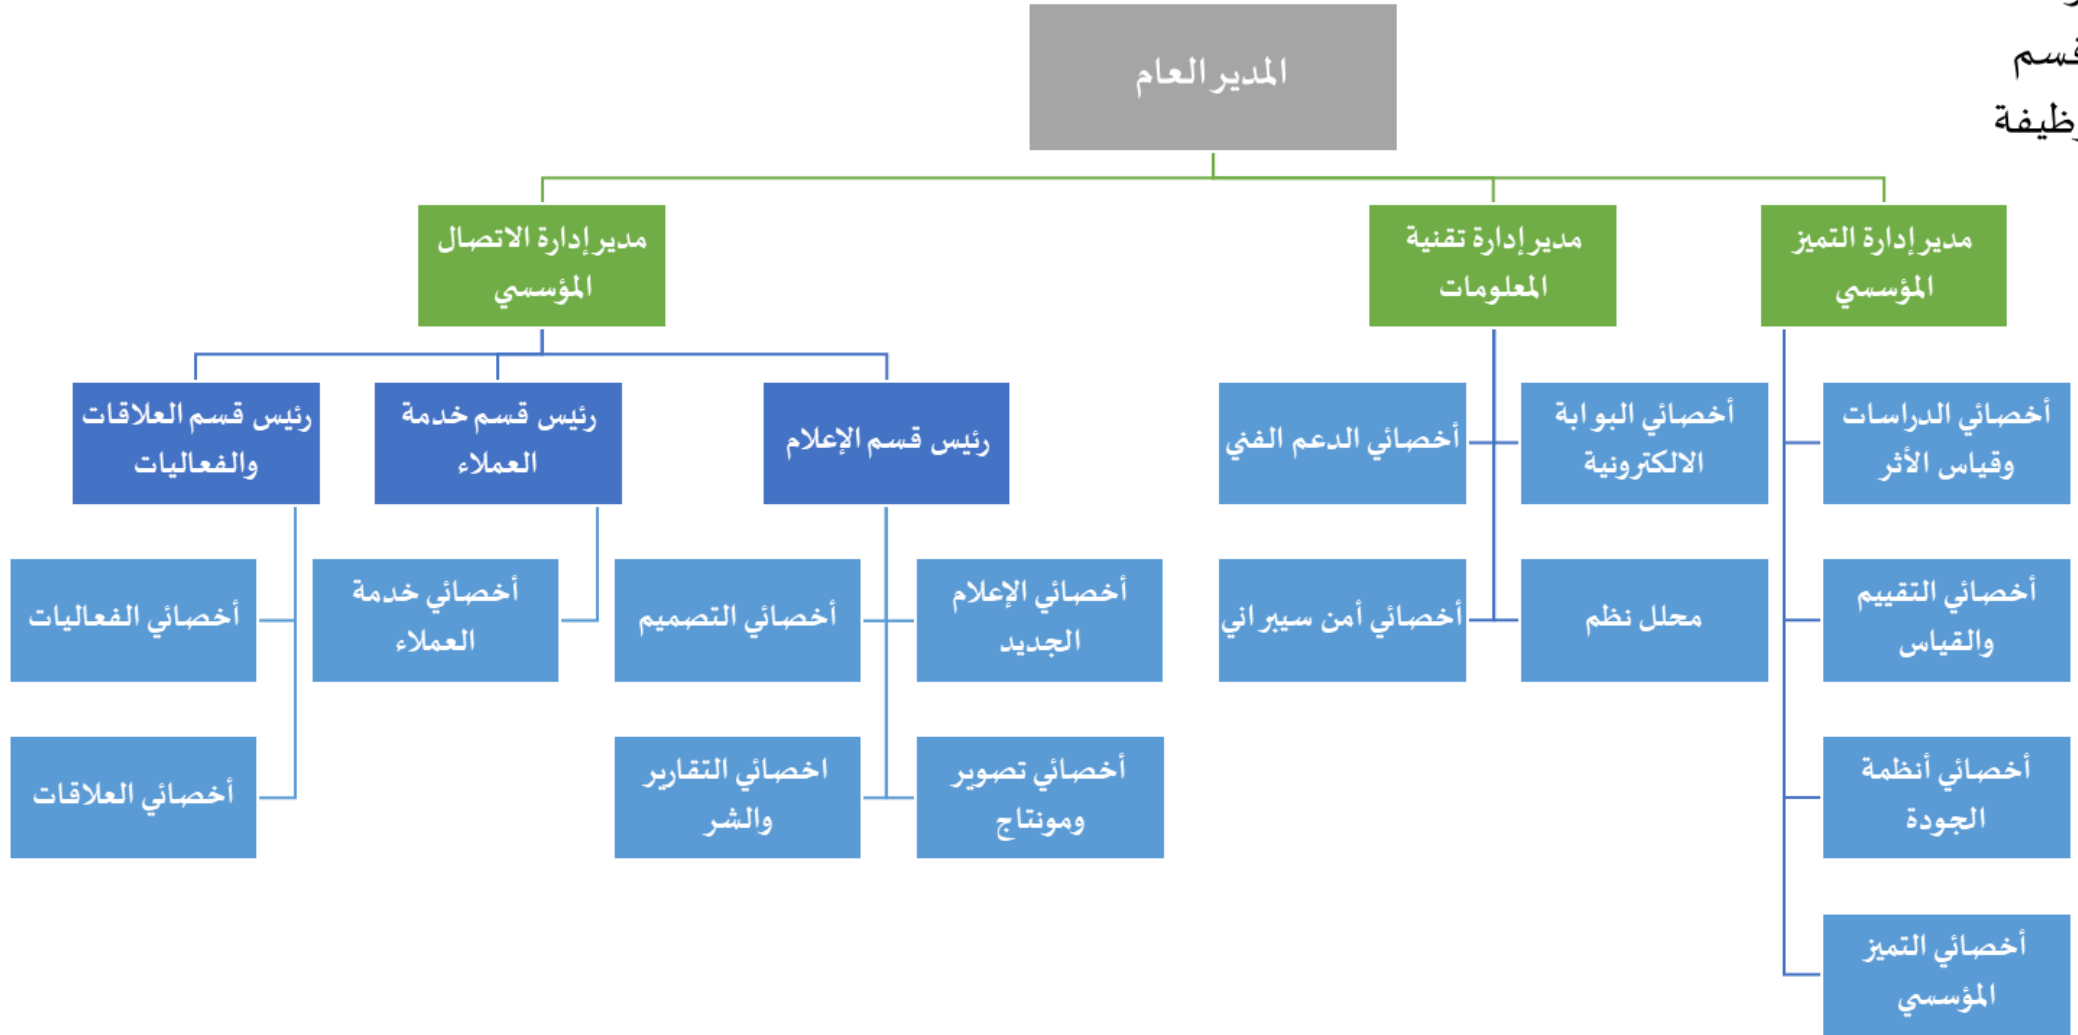 قسم
المدير العام
مدير إدارة التميز
المؤسسي
مدير إدارة تقنية
المعلومات
مدير إدارة الاتصال
المؤسسي
رئيس قسم الإعلام
رئيس قسم خدمة
العملاء
رئيس قسم العلاقات
والفعاليات
أخصائي الدراسات
وقياس الأثر
أخصائي البوابة
الالكترونية
أخصائي الدعم الفني
أخصائي التقييم
والقياس
محلل نظم
أخصائي أمن سيبراني
أخصائي الإعلام
الجديد
أخصائي التصميم
أخصائي خدمة
العملاء
أخصائي الفعاليات
أخصائي أنظمة
الجودة
أخصائي تصوير
ومونتاج
اخصائي التقارير
والشر
أخصائي العلاقات
أخصائي التميز
المؤسسي